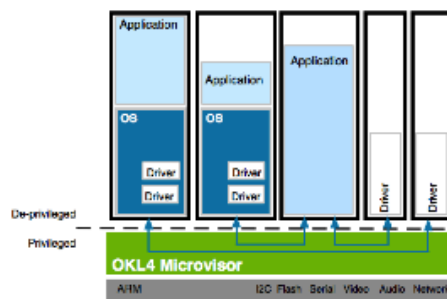 Application
Application
Application
OS
OS
Driver
Driver
Driver
Driver
Driver
Driver
De-privileged
Privileged
OKL4 Microvisor
ARM I2C Flash Serial Video Audio Network